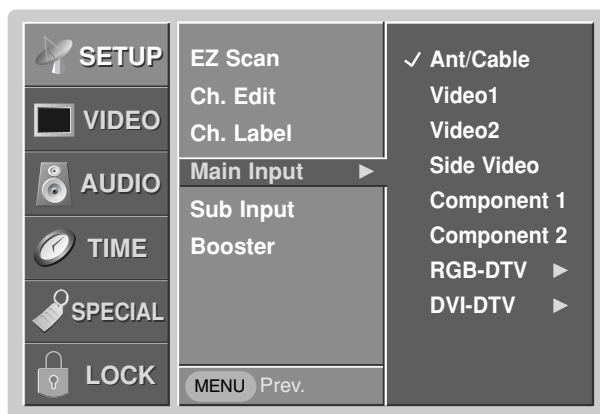 SETUP
VIDEO
AUDIO
TIME
SPECIAL
LOCK
EZ Scan
Ch. Edit
Ch. Label
Main Input ►
Sub Input
Booster
MENU Prev.
✓ Ant/Cable
Video1
Video2
Side Video
Component 1
Component 2
RGB-DTV ►
DVI-DTV ►